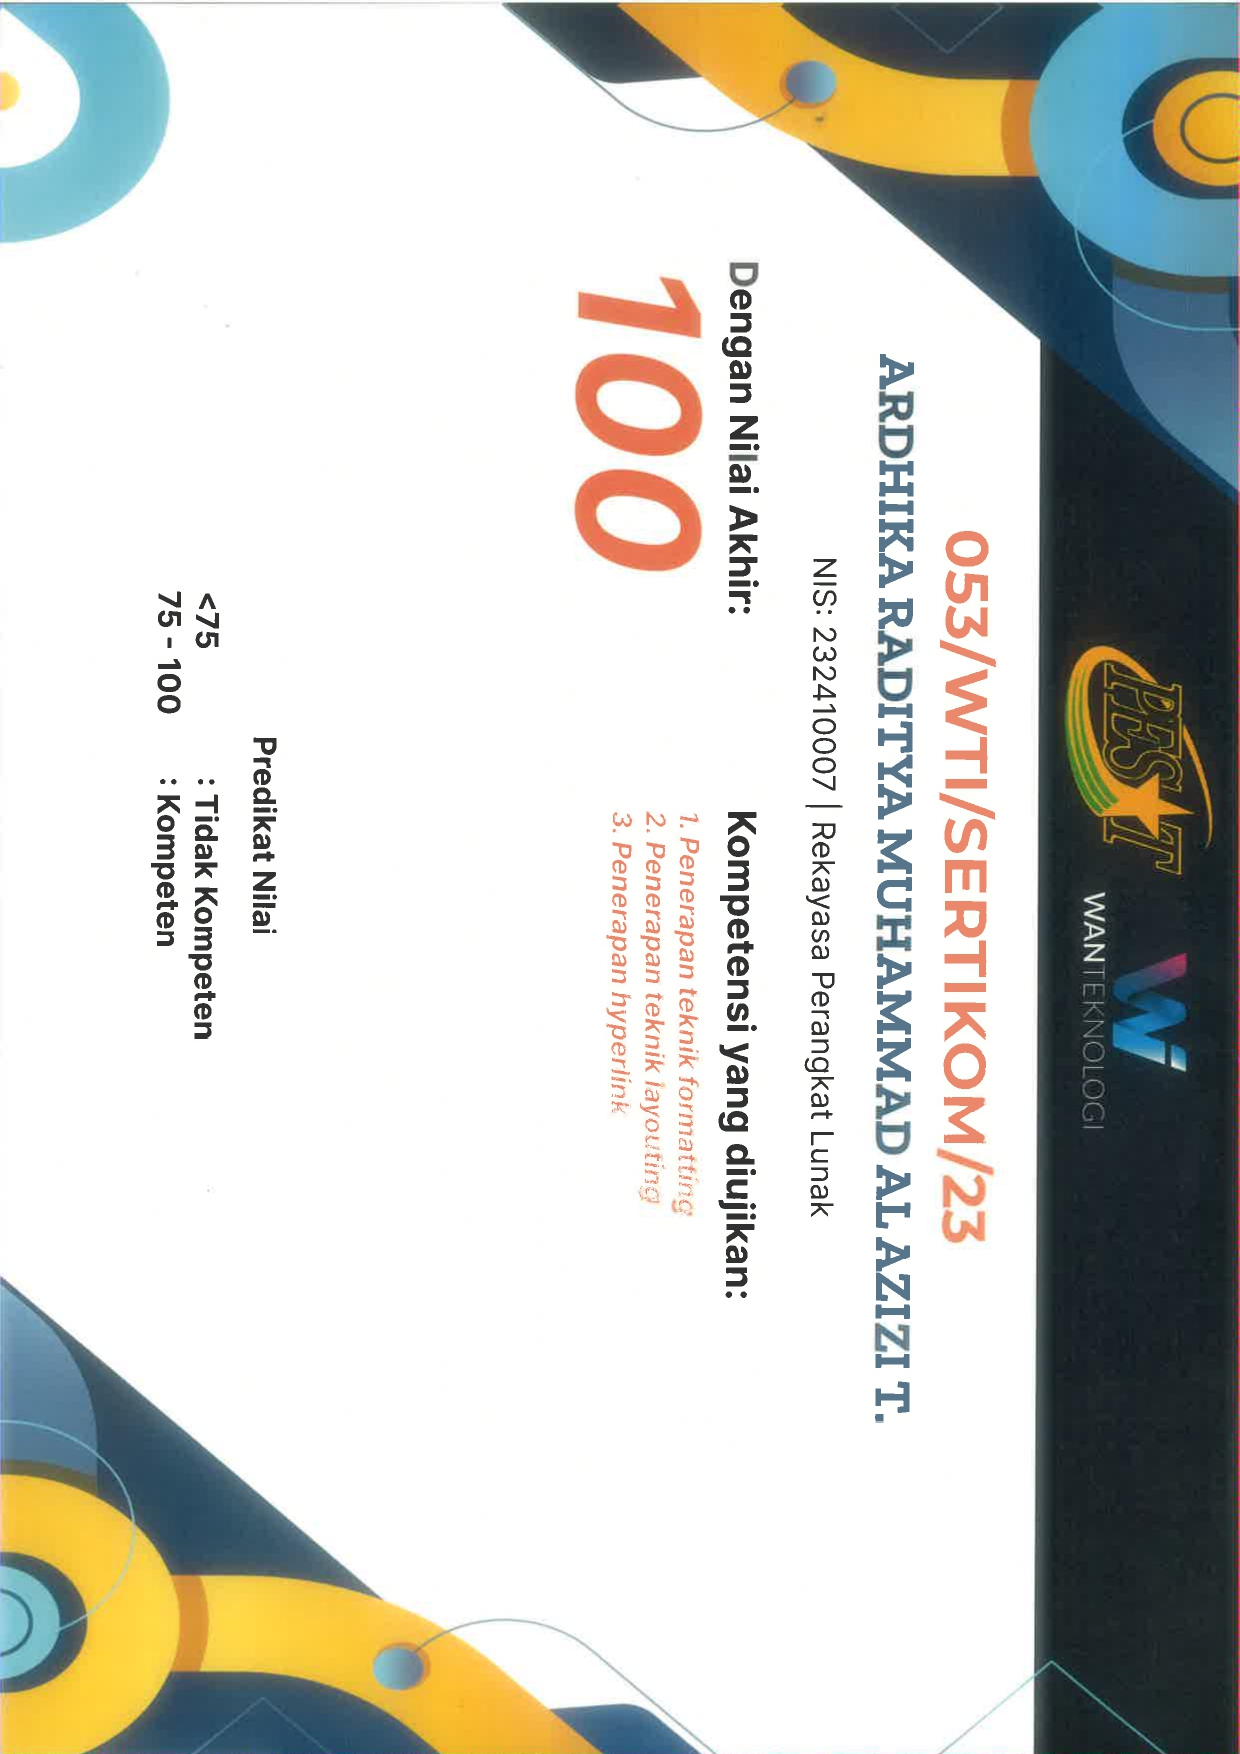 PESAT
Wi
WANTEKNOLOGI
053/WTI/SERTIKOM/23
ARDHIKA RADITYA MUHAMMAD AL AZIZI T.
NIS: 232410007 | Rekayasa Perangkat Lunak
Dengan Nilai Akhir:
100
Kompetensi yang diujikan:
1. Penerapan teknik formatting
2. Penerapan teknik layouting
3. Penerapan hyperlink
Predikat Nilai
<75 : Tidak Kompeten
75 - 100 : Kompeten